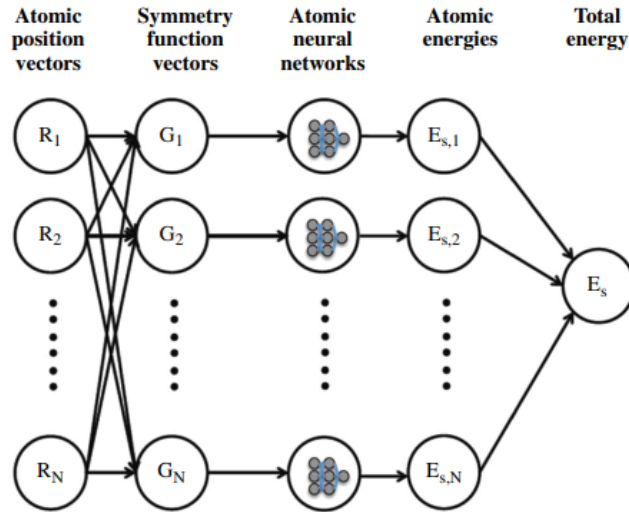 Atomic Symmetry Atomic Atomic Total
position function neural energies energy
vectors vectors networks
R1 G1 Es,1
R2 G2 Es,2
Es
RN GN Es,N